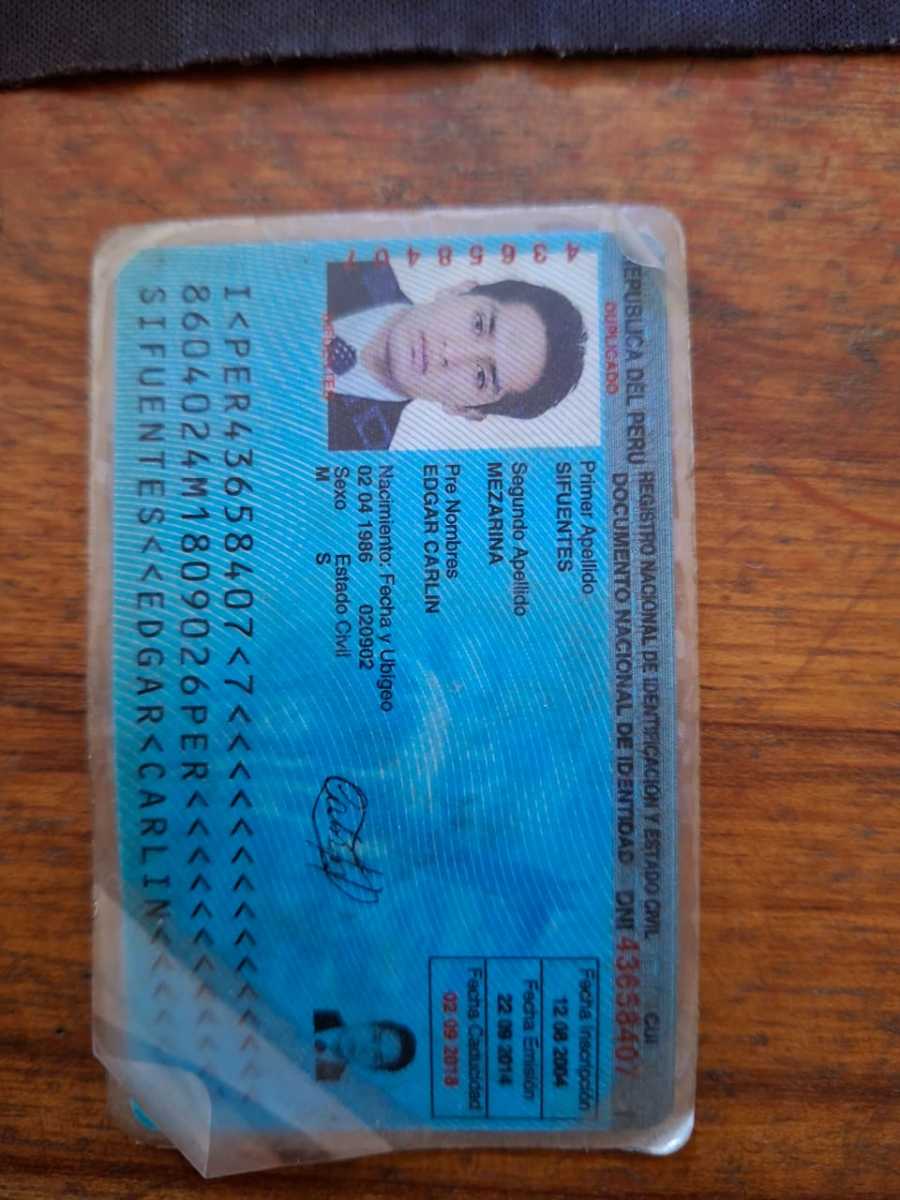 REPUBLICA DEL PERU REGISTRO NACIONAL DE IDENTIFICACIÓN Y ESTADO CIVIL
DOCUMENTO NACIONAL DE IDENTIDAD DNI 43658407
CUI
DUPLICADO
43658407
Primer Apellido
SIFUENTES
Segundo Apellido
MEZARINA
Pre Nombres
EDGAR CARLIN
Nacimiento: Fecha y Ubigeo
02 04 1986 020902
Sexo Estado Civil
M S
Fecha Inscripción
12 08 2004
Fecha Emisión
22 09 2014
Fecha Caducidad
02 09 2018
I<PER43658407<7<<<<<<<<<<<<<<<
8604024M1809026PER<<<<<<<<<<<
SIFUENTES<<EDGAR<CARLIN<<<<<<<